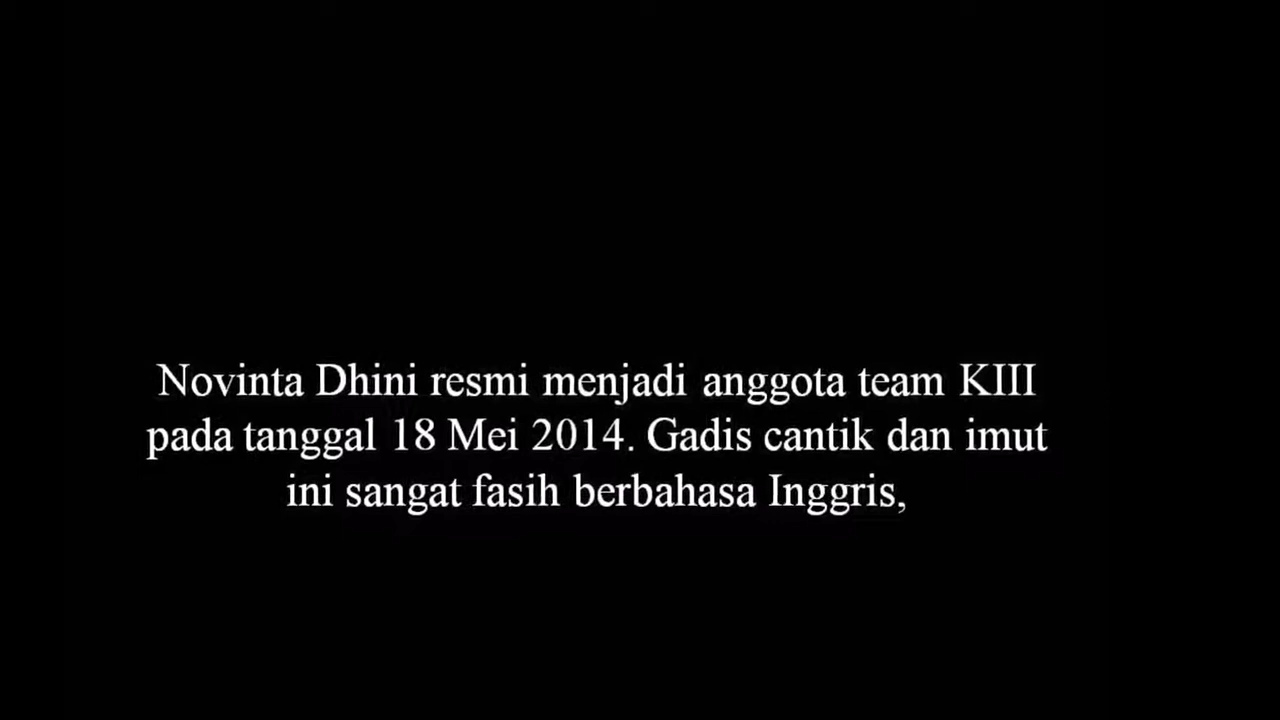 Novinta Dhini resmi menjadi anggota team KIII
pada tanggal 18 Mei 2014. Gadis cantik dan imut
ini sangat fasih berbahasa Inggris,